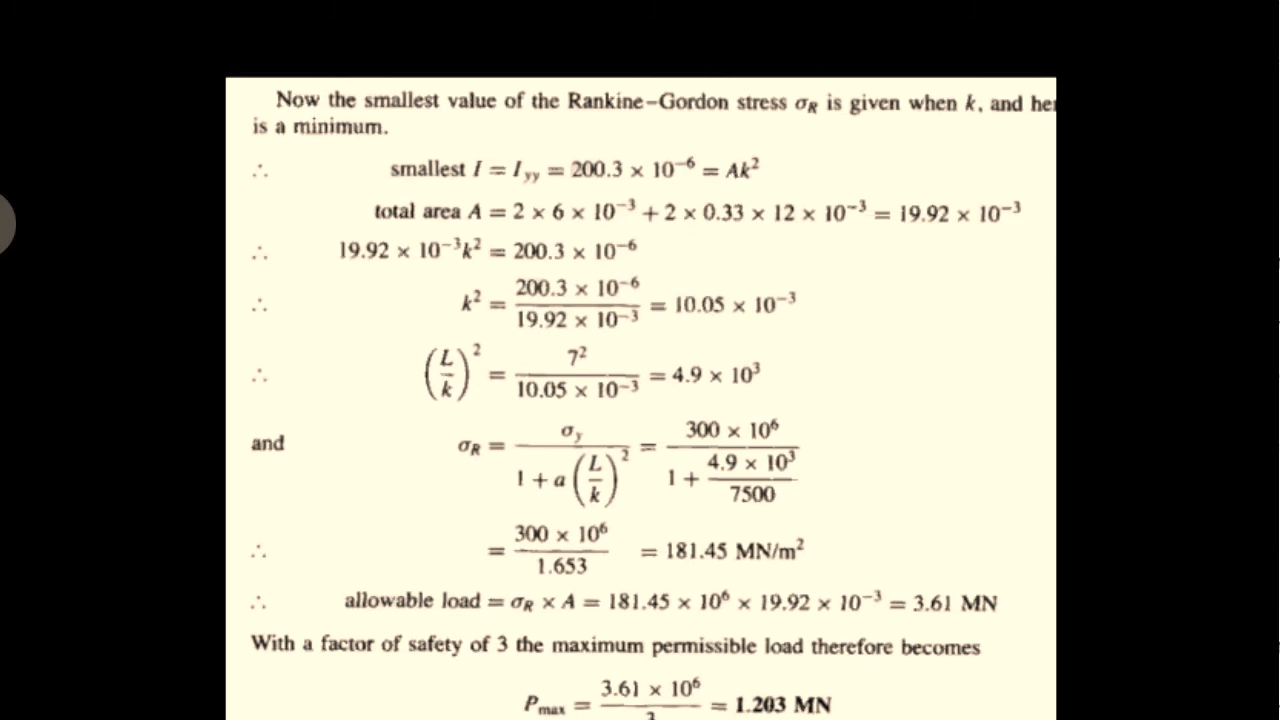 Now the smallest value of the Rankine–Gordon stress σ_R is given when k, and
is a minimum.
∴ smallest I = I_yy = 200.3 × 10⁻⁶ = Ak²
total area A = 2 × 6 × 10⁻³ + 2 × 0.33 × 12 × 10⁻³ = 19.92 × 10⁻³
∴ 19.92 × 10⁻³k² = 200.3 × 10⁻⁶
∴ k² = (200.3 × 10⁻⁶)/(19.92 × 10⁻³) = 10.05 × 10⁻³
∴ (L/k)² = 7²/(10.05 × 10⁻³) = 4.9 × 10³
and σ_R = σ_y/(1 + a(L/k)²) = (300 × 10⁶)/(1 + (4.9 × 10³)/7500)
∴ = (300 × 10⁶)/1.653 = 181.45 MN/m²
∴ allowable load = σ_R × A = 181.45 × 10⁶ × 19.92 × 10⁻³ = 3.61 MN
With a factor of safety of 3 the maximum permissible load therefore becomes
P_max = (3.61 × 10⁶)/3 = 1.203 MN